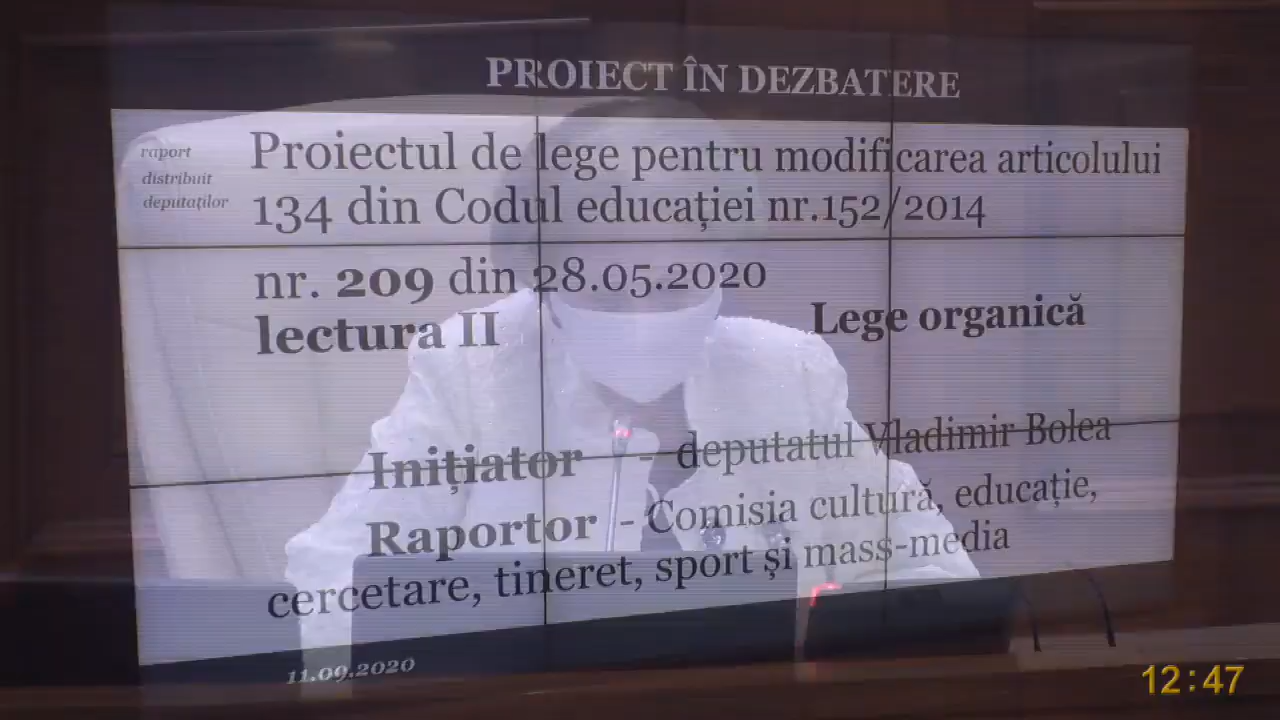 PROIECT ÎN DEZBATERE
raport
distribuit
deputaților
Proiectul de lege pentru modificarea articolului
134 din Codul educației nr.152/2014
nr. 209 din 28.05.2020
lectura II
Lege organică
Inițiator - deputatul Vladimir Bolea
Raportor - Comisia cultură, educație,
cercetare, tineret, sport și mass-media
11.09.2020
12:47